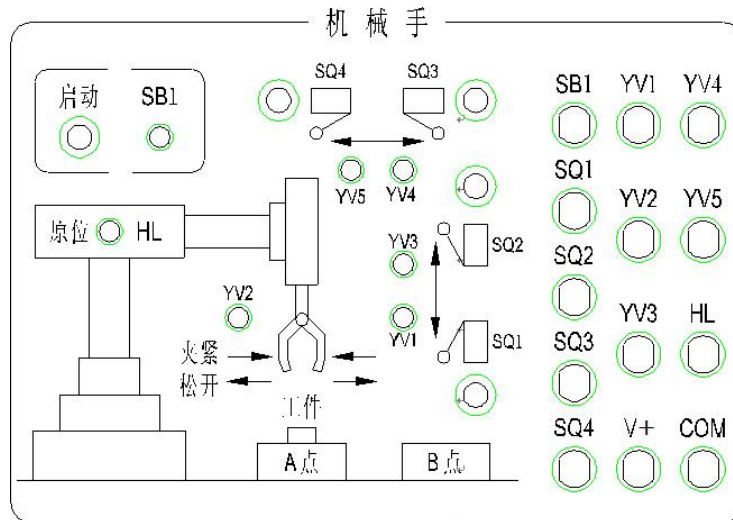 机械手
SQ4 SQ3
启动 SB1
SB1 YV1 YV4
YV5 YV4
SQ1
YV2 YV5
原位 HL
YV3 SQ2
SQ2
YV2 YV1
YV3 HL
SQ1 SQ3
夹紧
松开
工件
SQ4 V+ COM
A点 B点